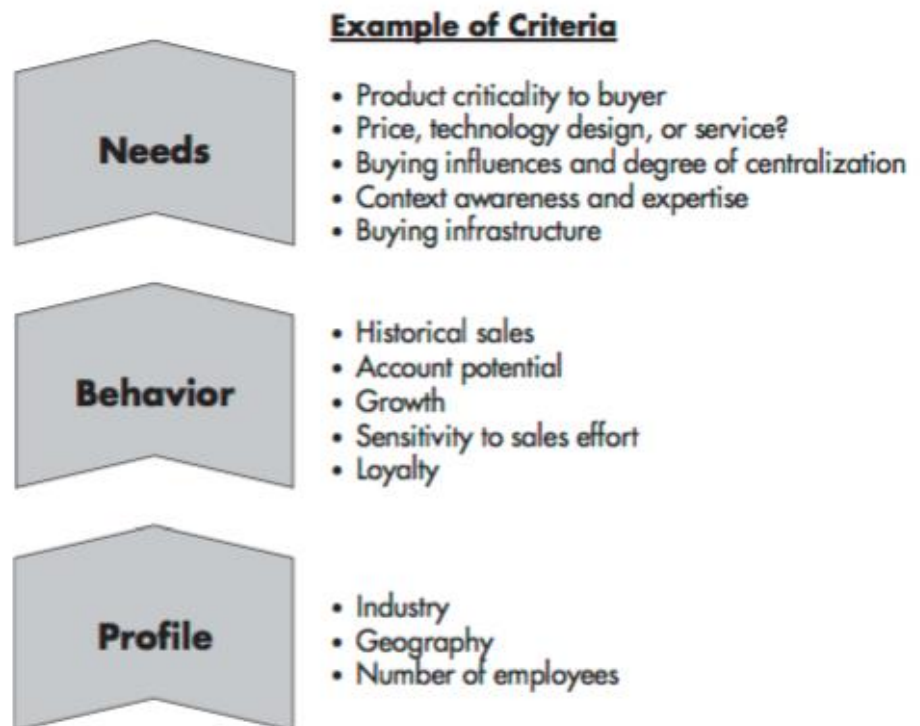 Example of Criteria
Needs
• Product criticality to buyer
• Price, technology design, or service?
• Buying influences and degree of centralization
• Context awareness and expertise
• Buying infrastructure
Behavior
• Historical sales
• Account potential
• Growth
• Sensitivity to sales effort
• Loyalty
Profile
• Industry
• Geography
• Number of employees